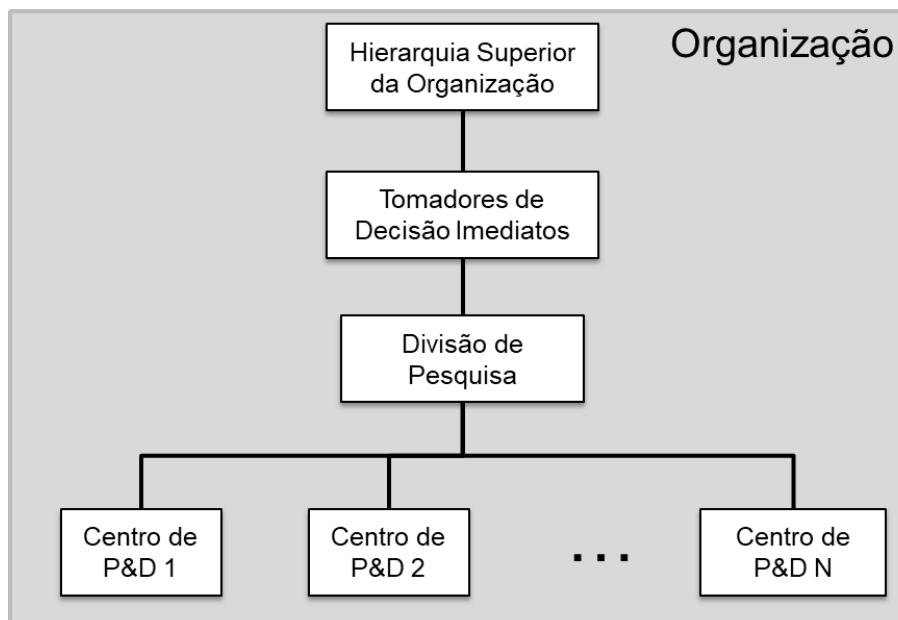 Organização
Hierarquia Superior
da Organização
Tomadores de
Decisão Imediatos
Divisão de
Pesquisa
Centro de
P&D 1
Centro de
P&D 2
...
Centro de
P&D N